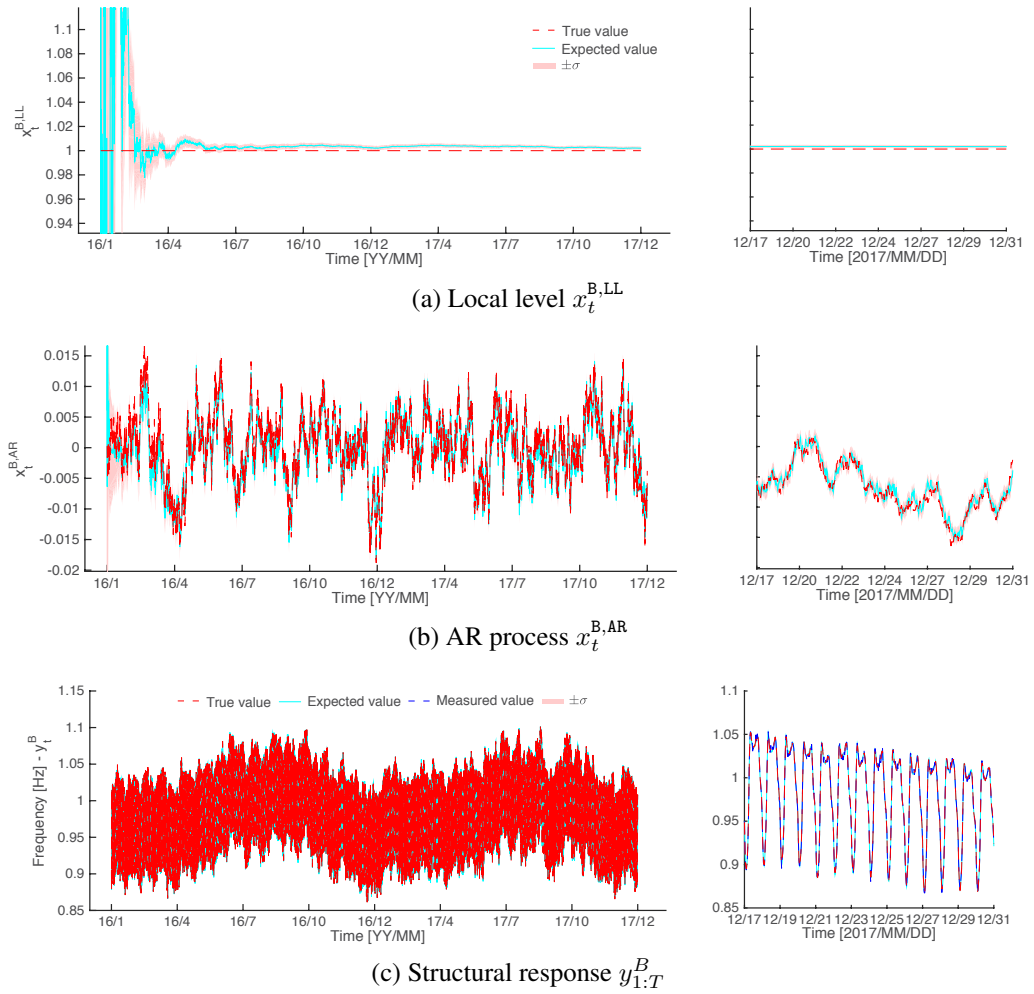 1.1
1.08
1.06
1.04
1.02
1
0.98
0.96
0.94
x_t^{B,LL}
True value
Expected value
±σ
16/1 16/4 16/7 16/10 16/12 17/4 17/7 17/10 17/12
Time [YY/MM]
12/17 12/20 12/22 12/24 12/27 12/29 12/31
Time [2017/MM/DD]
(a) Local level x_t^{B,LL}
0.015
0.01
0.005
0
-0.005
-0.01
-0.015
-0.02
x_t^{B,AR}
16/1 16/4 16/7 16/10 16/12 17/4 17/7 17/10 17/12
Time [YY/MM]
12/17 12/20 12/22 12/24 12/27 12/29 12/31
Time [2017/MM/DD]
(b) AR process x_t^{B,AR}
1.15
1.1
1.05
1
0.95
0.9
0.85
Frequency [Hz] - y_t^B
True value Expected value Measured value ±σ
16/1 16/4 16/7 16/10 16/12 17/4 17/7 17/10 17/12
Time [YY/MM]
1.1
1.05
1
0.95
0.9
0.85
12/17 12/19 12/21 12/23 12/25 12/27 12/29 12/31
Time [2017/MM/DD]
(c) Structural response y_{1:T}^B